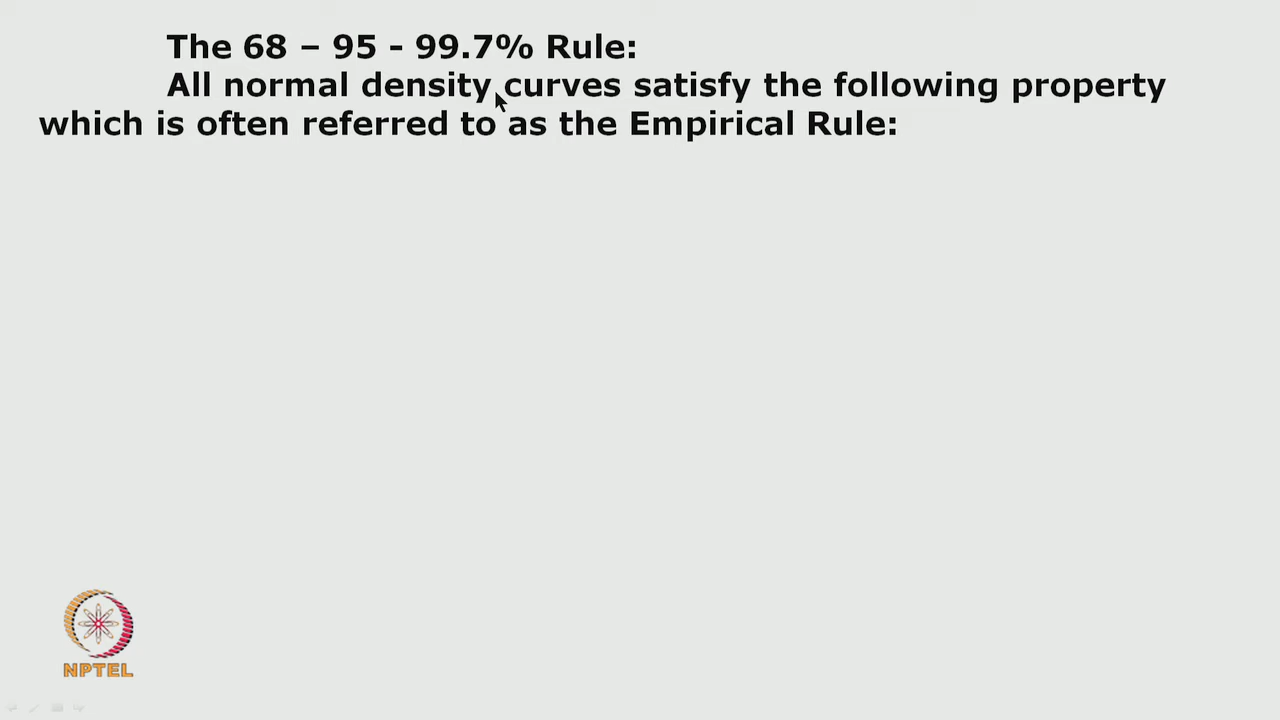 The 68 – 95 - 99.7% Rule:
All normal density curves satisfy the following property
which is often referred to as the Empirical Rule:
NPTEL